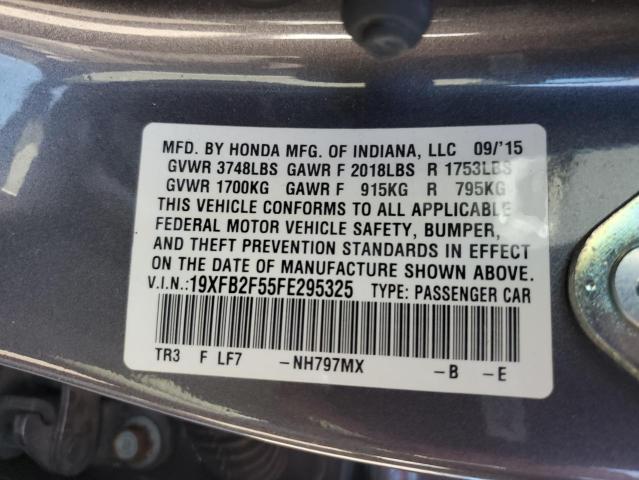 MFD. BY HONDA MFG. OF INDIANA, LLC 09/'15
GVWR 3748LBS GAWR F 2018LBS R 1753LBS
GVWR 1700KG GAWR F 915KG R 795KG
THIS VEHICLE CONFORMS TO ALL APPLICABLE
FEDERAL MOTOR VEHICLE SAFETY, BUMPER,
AND THEFT PREVENTION STANDARDS IN EFFECT
ON THE DATE OF MANUFACTURE SHOWN ABOVE.
V.I.N.:19XFB2F55FE295325 TYPE: PASSENGER CAR
TR3 F LF7 -NH797MX -B -E